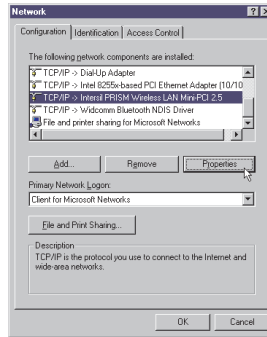 Network
Configuration Identification Access Control
The following network components are installed:
TCP/IP -> Dial-Up Adapter
TCP/IP -> Intel 8255x-based PCI Ethernet Adapter (10/10
TCP/IP -> Intersil PRISM Wireless LAN Mini-PCI 2.5
TCP/IP -> Widcomm Bluetooth NDIS Driver
File and printer sharing for Microsoft Networks
Add... Remove Properties
Primary Network Logon:
Client for Microsoft Networks
File and Print Sharing...
Description
TCP/IP is the protocol you use to connect to the Internet and
wide-area networks.
OK Cancel